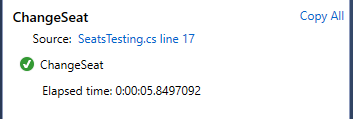 ChangeSeat
Copy All
Source: SeatsTesting.cs line 17
ChangeSeat
Elapsed time: 0:00:05.8497092